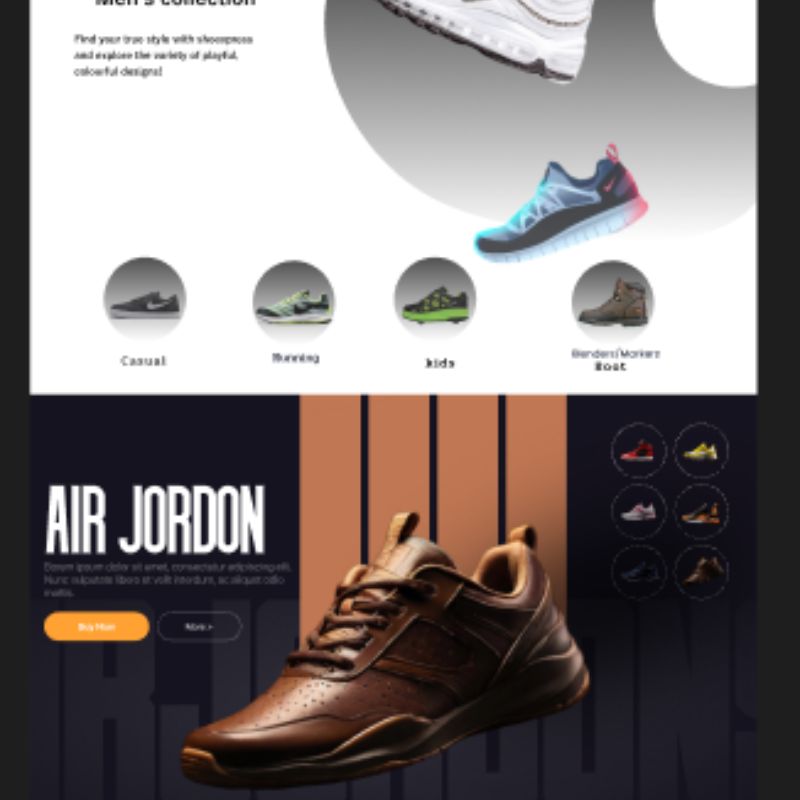 Men's collection
Find your true style with shoexpress
and explore the variety of playful,
colourful designs!
Casual
Running
kids
Benders/Workers
Boot
AIR JORDON
Lorem ipsum dolor sit amet, consectetur adipiscing elit.
Nunc vulputate libero et velit interdum, ac aliquet odio
mattis.
Buy Now
More >